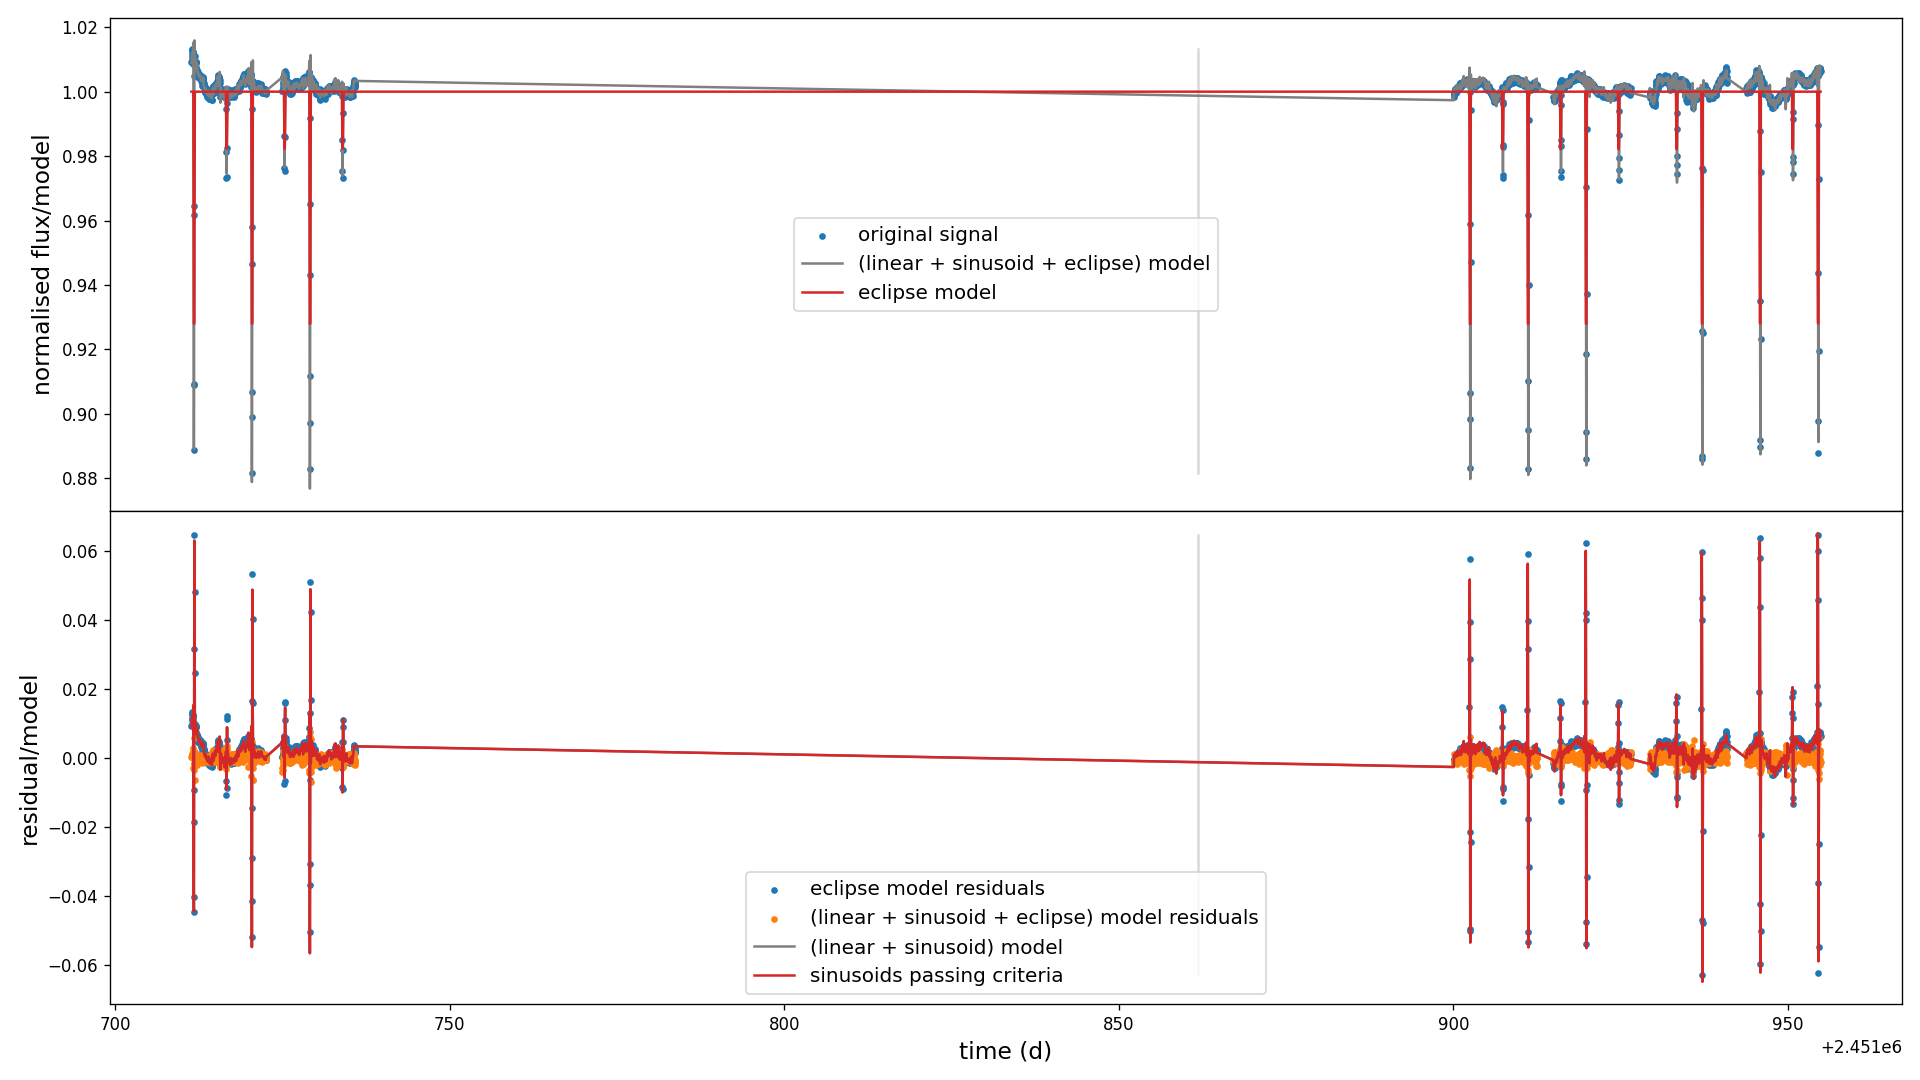 1.02
1.00
0.98
0.96
0.94
0.92
0.90
0.88
normalised flux/model
original signal
(linear + sinusoid + eclipse) model
eclipse model
0.06
0.04
0.02
0.00
−0.02
−0.04
−0.06
residual/model
eclipse model residuals
(linear + sinusoid + eclipse) model residuals
(linear + sinusoid) model
sinusoids passing criteria
700 750 800 850 900 950
time (d)
+2.451e6